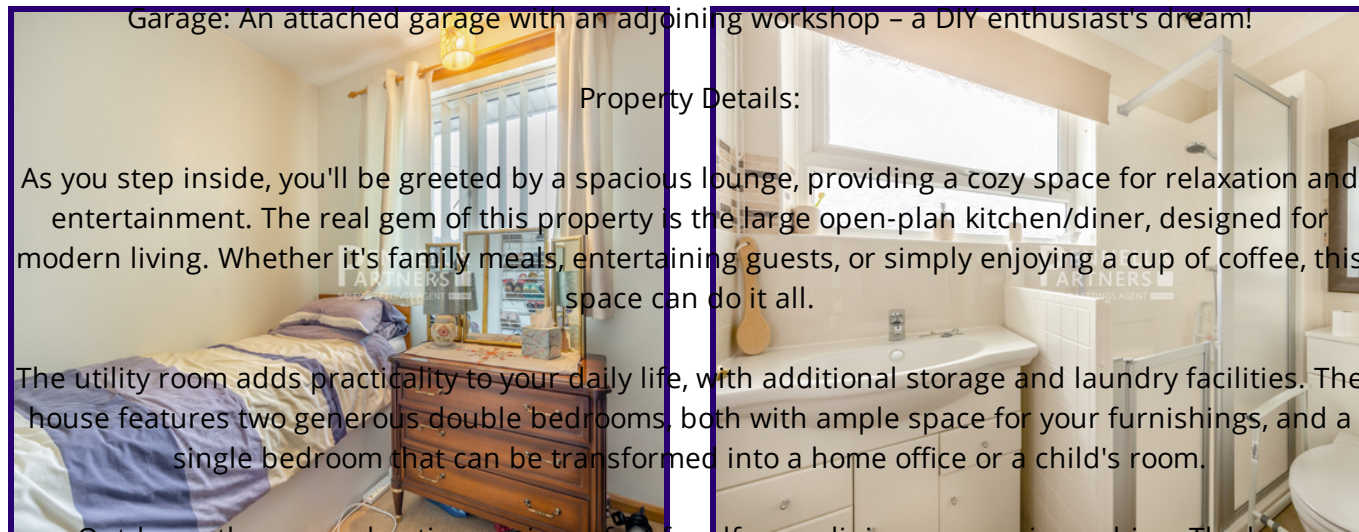 Garage: An attached garage with an adjoining workshop – a DIY enthusiast's dream!
Property Details:
As you step inside, you'll be greeted by a spacious lounge, providing a cozy space for relaxation and
entertainment. The real gem of this property is the large open-plan kitchen/diner, designed for
modern living. Whether it's family meals, entertaining guests, or simply enjoying a cup of coffee, this
space can do it all.
The utility room adds practicality to your daily life, with additional storage and laundry facilities. The
house features two generous double bedrooms, both with ample space for your furnishings, and a
single bedroom that can be transformed into a home office or a child's room.